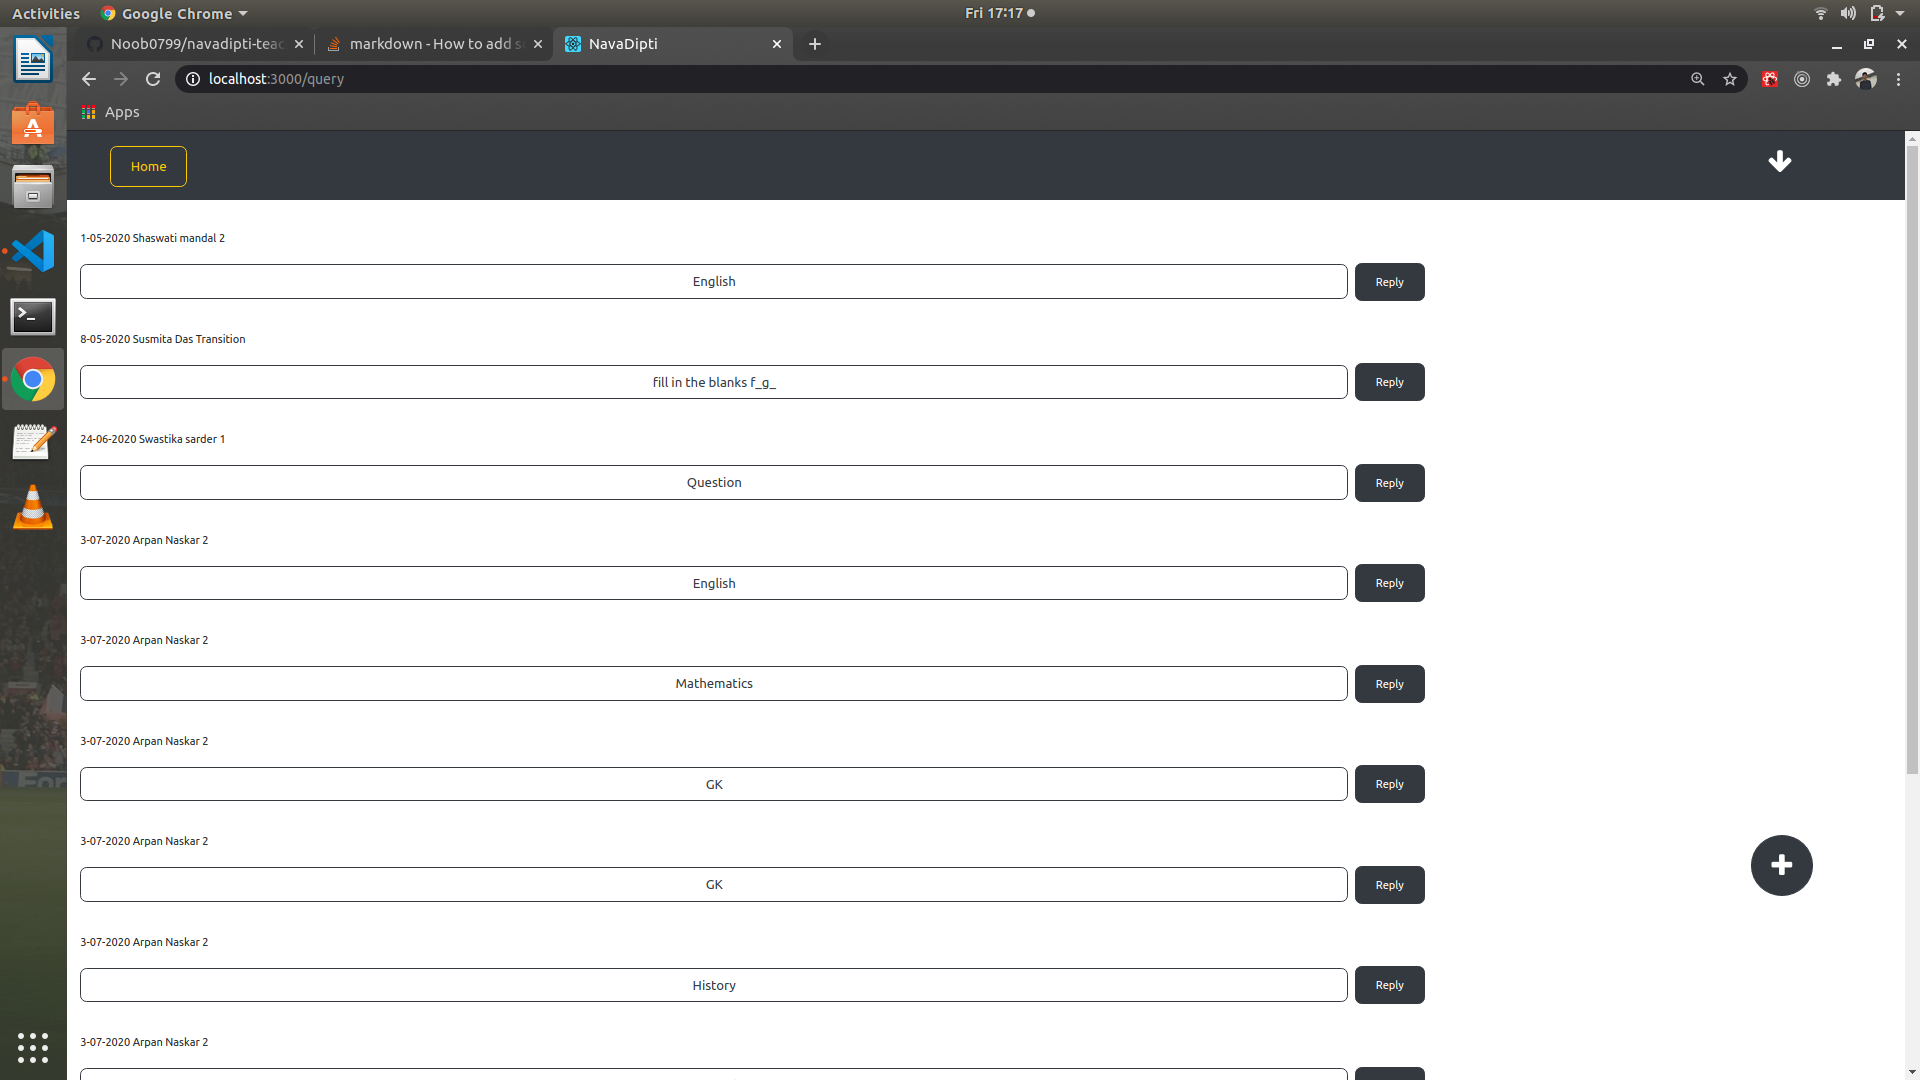 Activities Google Chrome Fri 17:17
Noob0799/navadipti-teac markdown - How to add s NavaDipti
localhost:3000/query
Apps
Home
1-05-2020 Shaswati mandal 2
English Reply
8-05-2020 Susmita Das Transition
fill in the blanks f_g_ Reply
24-06-2020 Swastika sarder 1
Question Reply
3-07-2020 Arpan Naskar 2
English Reply
3-07-2020 Arpan Naskar 2
Mathematics Reply
3-07-2020 Arpan Naskar 2
GK Reply
3-07-2020 Arpan Naskar 2
GK Reply
3-07-2020 Arpan Naskar 2
History Reply
3-07-2020 Arpan Naskar 2